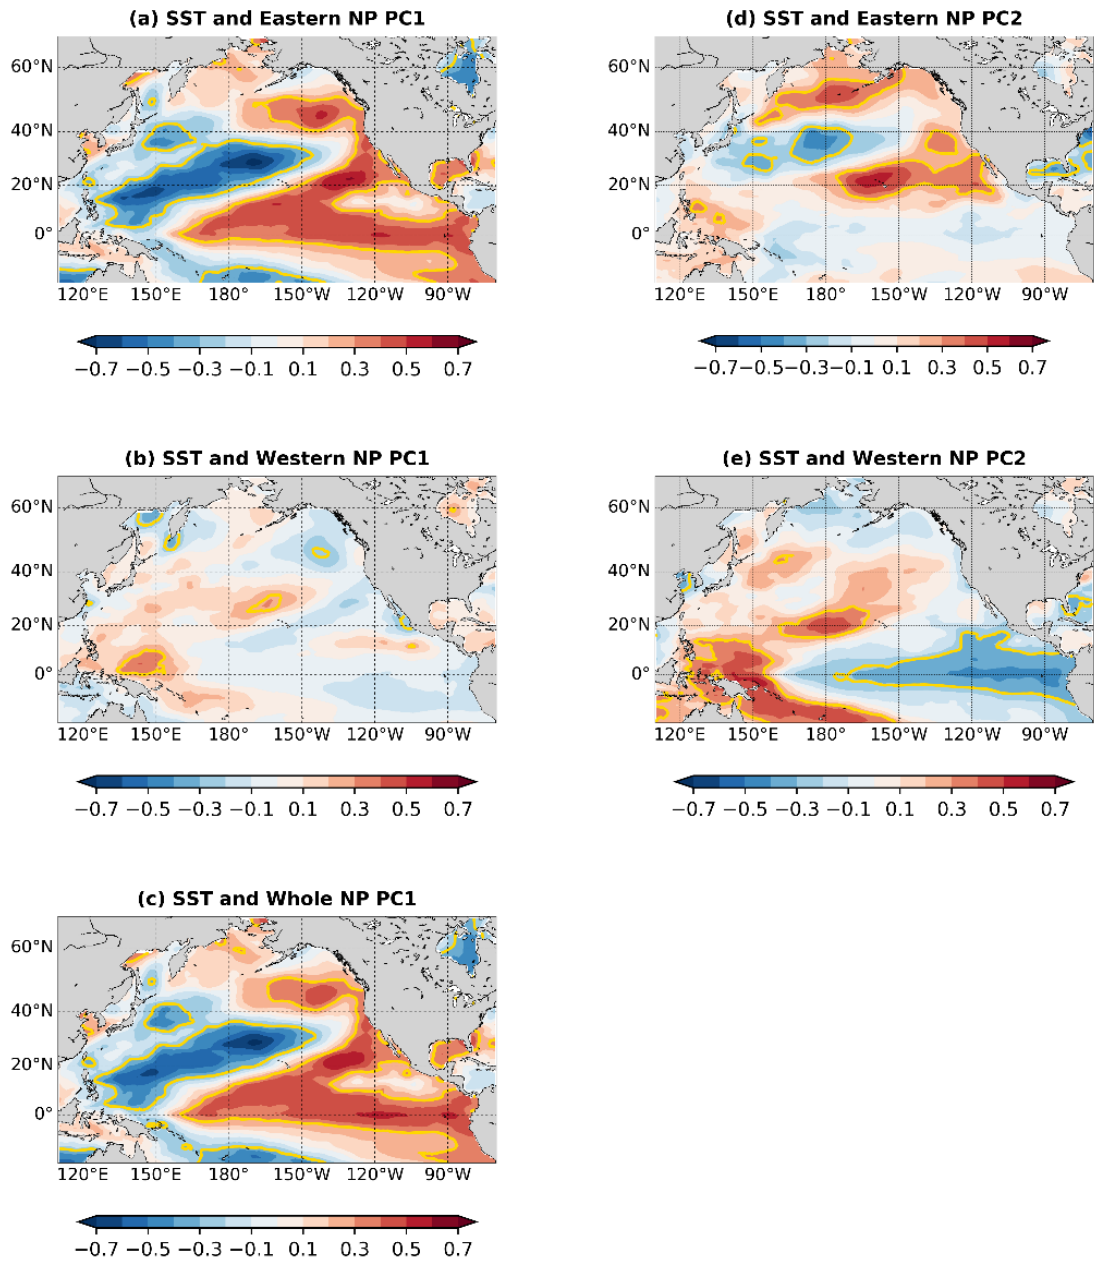 (a) SST and Eastern NP PC1
60°N
40°N
20°N
0°
120°E 150°E 180° 150°W 120°W 90°W
−0.7 −0.5 −0.3 −0.1 0.1 0.3 0.5 0.7
(d) SST and Eastern NP PC2
60°N
40°N
20°N
0°
120°E 150°E 180° 150°W 120°W 90°W
−0.7 −0.5 −0.3 −0.1 0.1 0.3 0.5 0.7
(b) SST and Western NP PC1
60°N
40°N
20°N
0°
120°E 150°E 180° 150°W 120°W 90°W
−0.7 −0.5 −0.3 −0.1 0.1 0.3 0.5 0.7
(e) SST and Western NP PC2
60°N
40°N
20°N
0°
120°E 150°E 180° 150°W 120°W 90°W
−0.7 −0.5 −0.3 −0.1 0.1 0.3 0.5 0.7
(c) SST and Whole NP PC1
60°N
40°N
20°N
0°
120°E 150°E 180° 150°W 120°W 90°W
−0.7 −0.5 −0.3 −0.1 0.1 0.3 0.5 0.7